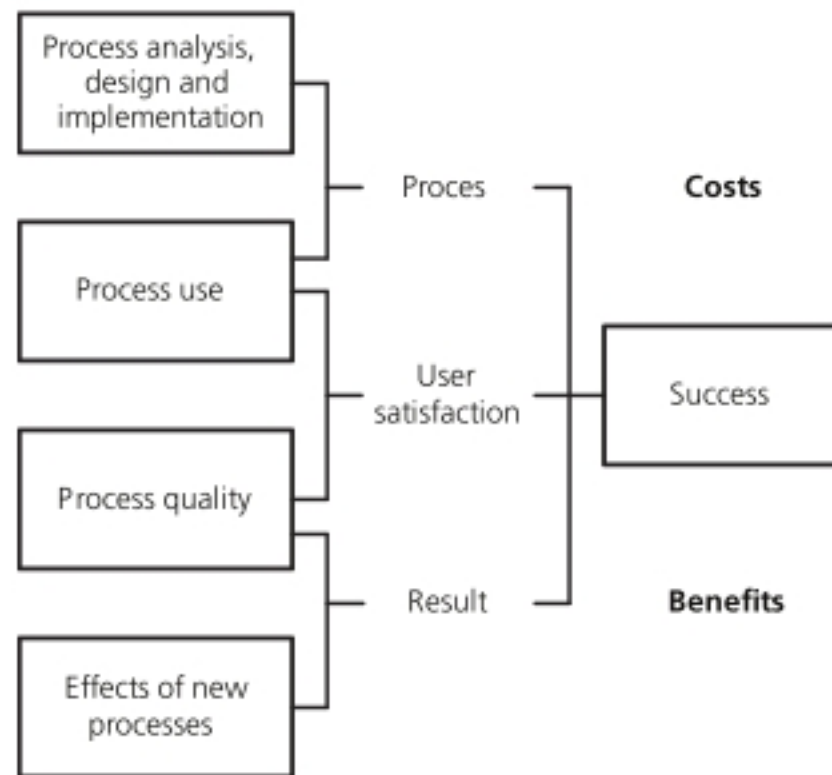 Process analysis,
design and
implementation
Proces
Costs
Process use
User
satisfaction
Success
Process quality
Result
Benefits
Effects of new
processes